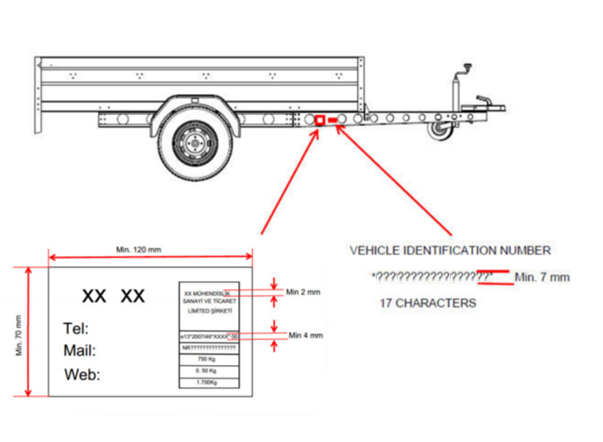 VEHICLE IDENTIFICATION NUMBER
Min. 7 mm
17 CHARACTERS
Min. 120 mm
Min. 70 mm
XX XX
Tel:
Mail:
Web:
XX MÜHENDİSLİK
SANAYİ VE TİCARET
LİMİTED ŞİRKETİ
Min 2 mm
Min 4 mm
750 Kg
0. 50 Kg
1.700Kg